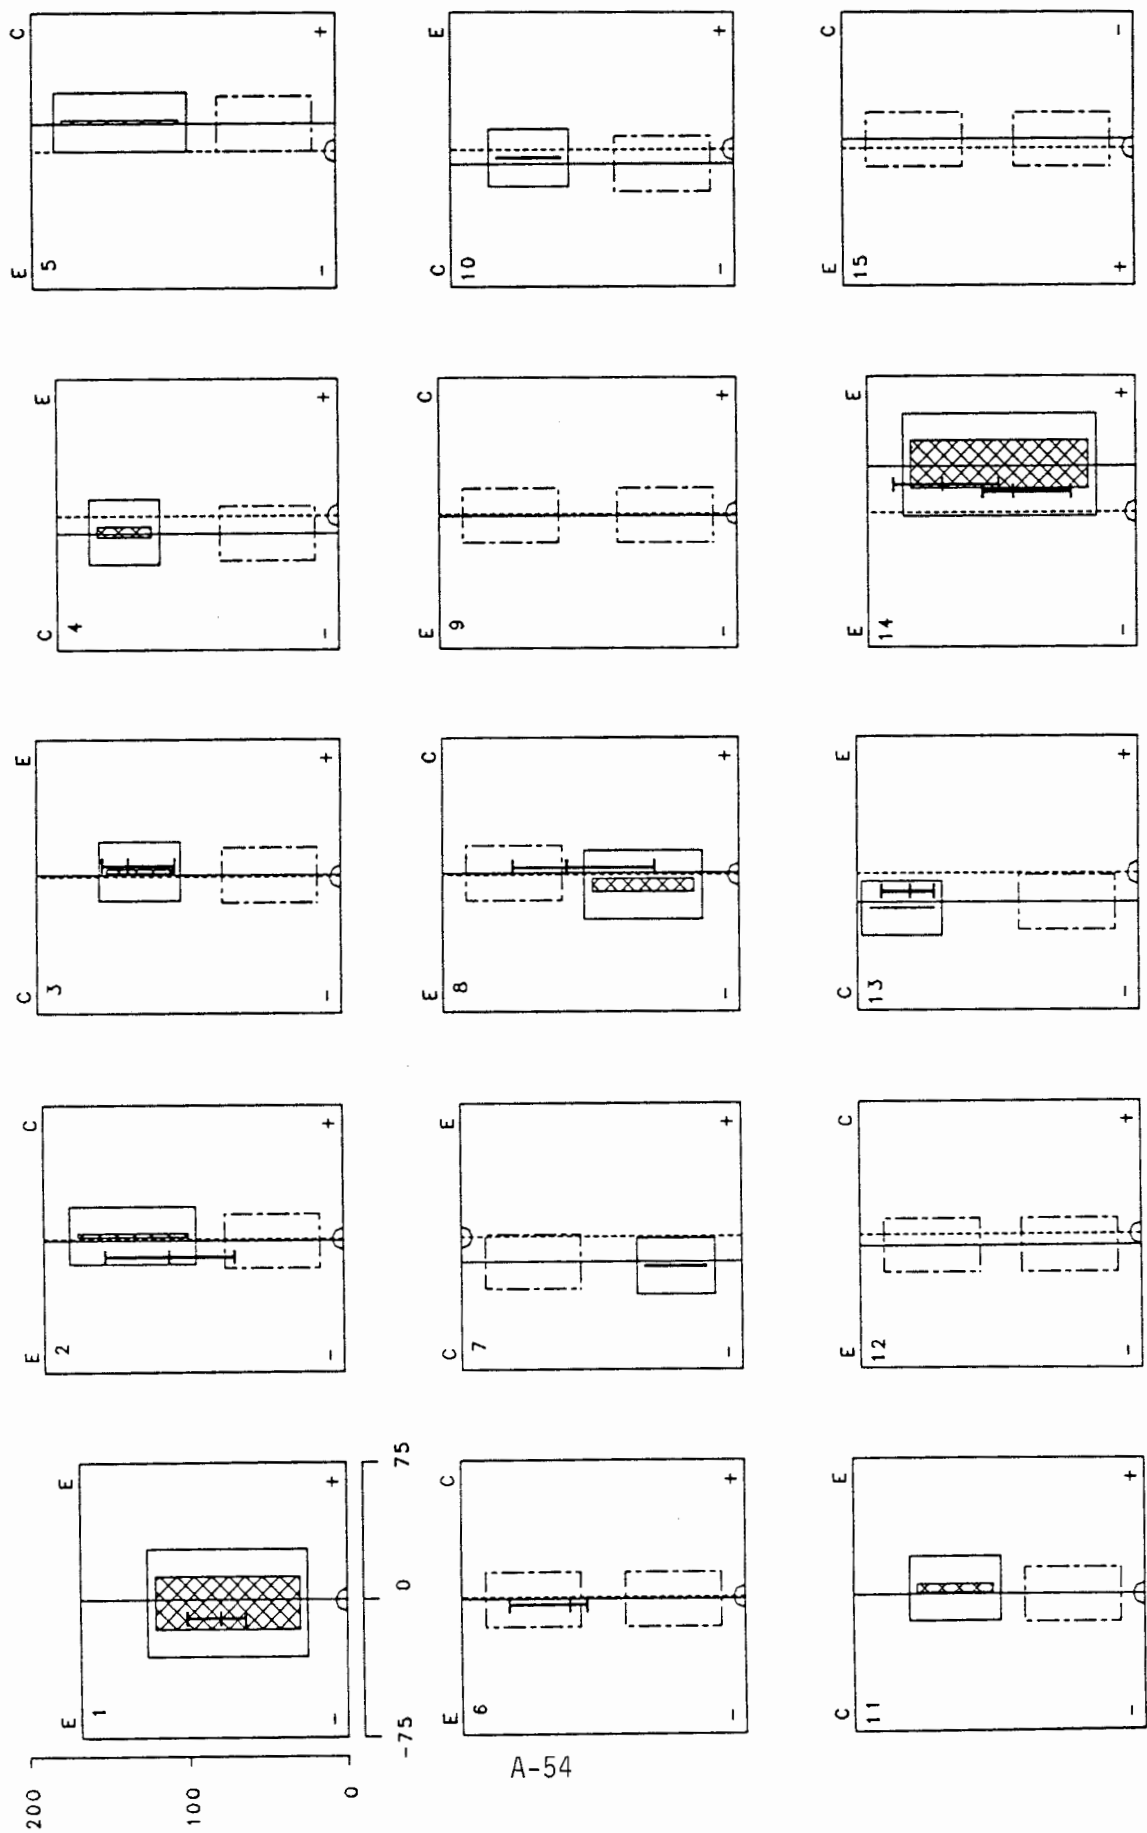 E E E C C E C E E C
200
1 2 3 4 5
100
0
- + - + - + - + - +
-75 0 75
E C C E E C E C C E
6 7 8 9 10
- + - + - + - + - +
C E E C C E E E E C
11 12 13 14 15
- + - + - + - + + -
A-54